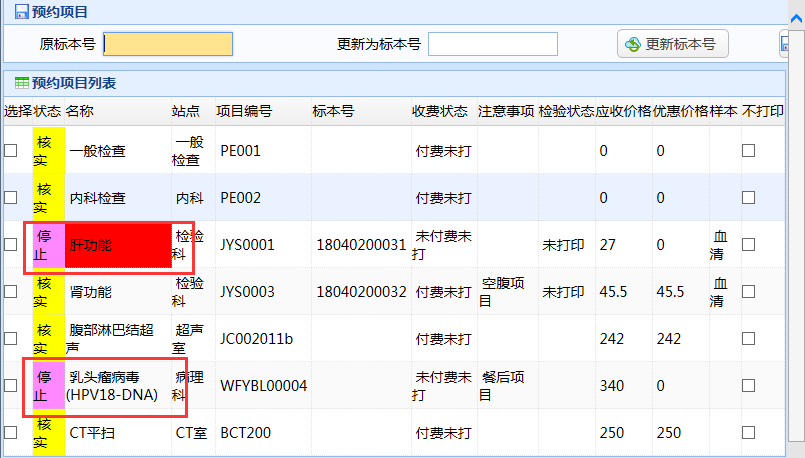 预约项目
原标本号 更新为标本号 更新标本号
预约项目列表
选择 状态 名称 站点 项目编号 标本号 收费状态 注意事项 检验状态 应收价格 优惠价格 样本 不打印
核实 一般检查 一般检查 PE001 付费未打 0 0
核实 内科检查 内科 PE002 付费未打 0 0
停止 肝功能 检验科 JYS0001 18040200031 未付费未打 未打印 27 0 血清
核实 肾功能 检验科 JYS0003 18040200032 付费未打 空腹项目 未打印 45.5 45.5 血清
核实 腹部淋巴结超声 超声室 JC002011b 付费未打 242 242
停止 乳头瘤病毒(HPV18-DNA) 病理科 WFYBL00004 未付费未打 餐后项目 340 0
核实 CT平扫 CT室 BCT200 付费未打 250 250